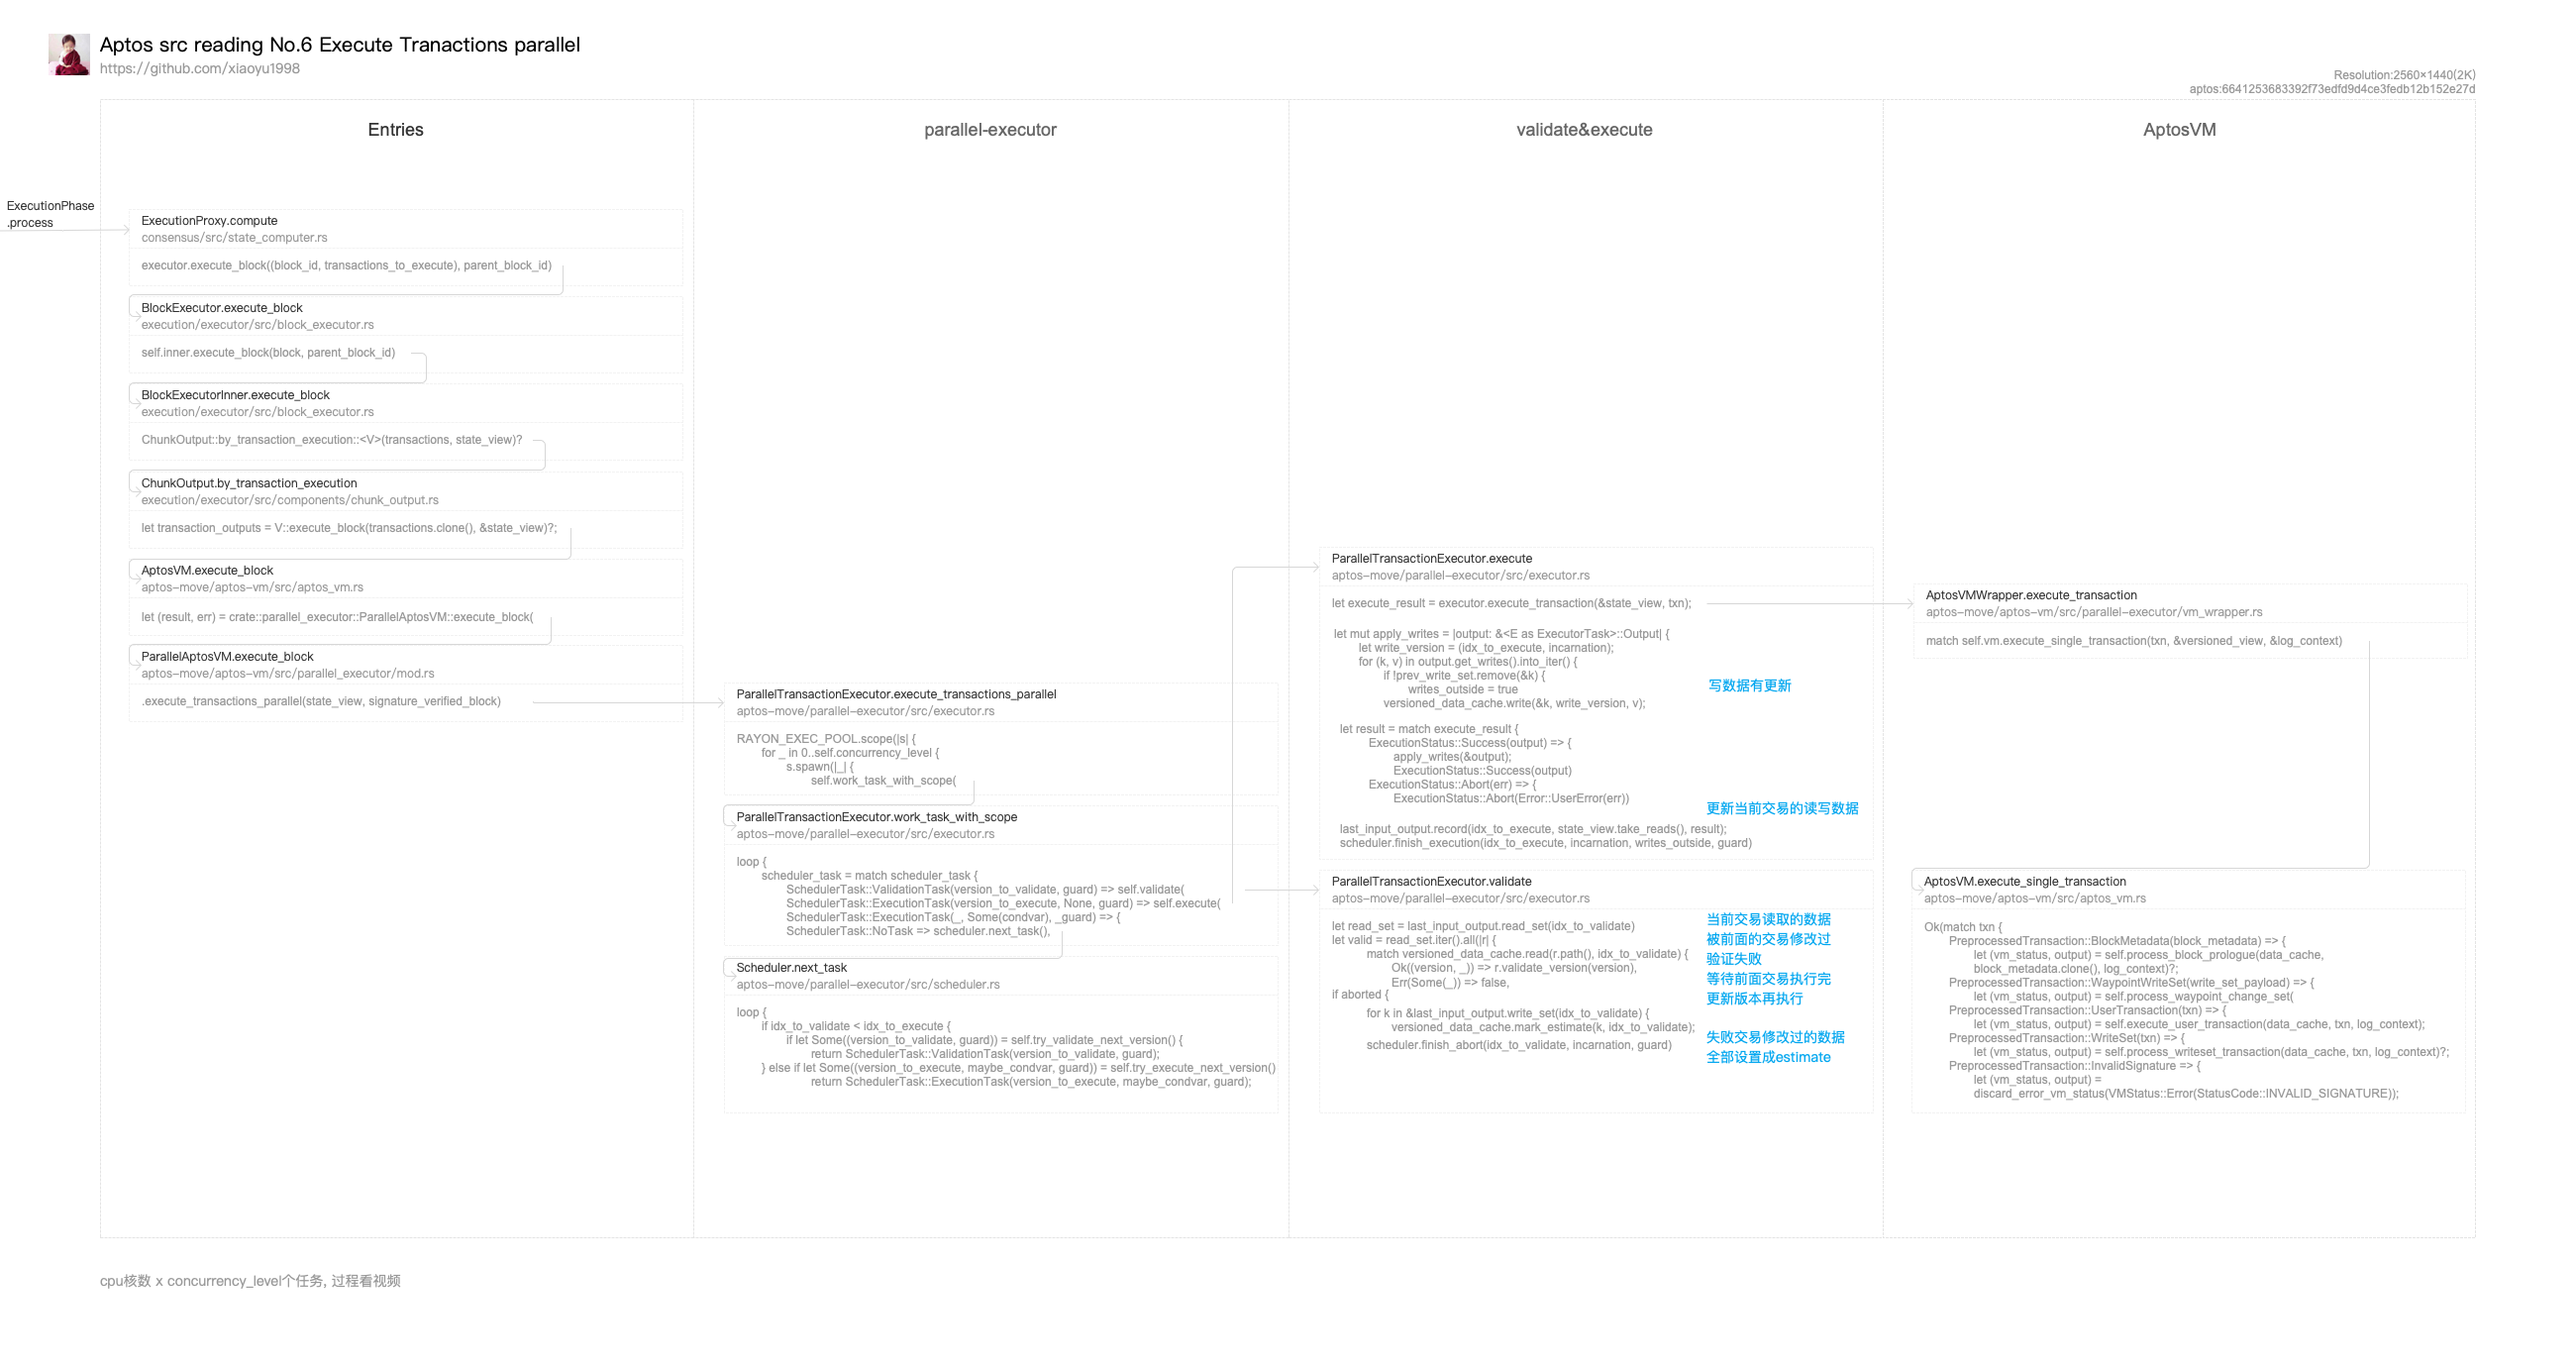 Aptos src reading No.6 Execute Tranactions parallel
https://github.com/xiaoyu1998
Resolution:2560×1440(2K)
aptos:6641253683392f73edfd9d4ce3fedb12b152e27d
Entries
ExecutionPhase
.process
ExecutionProxy.compute
consensus/src/state_computer.rs
executor.execute_block((block_id, transactions_to_execute), parent_block_id)
BlockExecutor.execute_block
execution/executor/src/block_executor.rs
self.inner.execute_block(block, parent_block_id)
BlockExecutorInner.execute_block
execution/executor/src/block_executor.rs
ChunkOutput::by_transaction_execution::<V>(transactions, state_view)?
ChunkOutput.by_transaction_execution
execution/executor/src/components/chunk_output.rs
let transaction_outputs = V::execute_block(transactions.clone(), &state_view)?;
AptosVM.execute_block
aptos-move/aptos-vm/src/aptos_vm.rs
let (result, err) = crate::parallel_executor::ParallelAptosVM::execute_block(
ParallelAptosVM.execute_block
aptos-move/aptos-vm/src/parallel_executor/mod.rs
.execute_transactions_parallel(state_view, signature_verified_block)
parallel-executor
ParallelTransactionExecutor.execute_transactions_parallel
aptos-move/parallel-executor/src/executor.rs
RAYON_EXEC_POOL.scope(|s| {
for _ in 0..self.concurrency_level {
s.spawn(|_| {
self.work_task_with_scope(
ParallelTransactionExecutor.work_task_with_scope
aptos-move/parallel-executor/src/executor.rs
loop {
scheduler_task = match scheduler_task {
SchedulerTask::ValidationTask(version_to_validate, guard) => self.validate(
SchedulerTask::ExecutionTask(version_to_execute, None, guard) => self.execute(
SchedulerTask::ExecutionTask(_, Some(condvar), _guard) => {
SchedulerTask::NoTask => scheduler.next_task(),
Scheduler.next_task
aptos-move/parallel-executor/src/scheduler.rs
loop {
if idx_to_validate < idx_to_execute {
if let Some((version_to_validate, guard)) = self.try_validate_next_version() {
return SchedulerTask::ValidationTask(version_to_validate, guard);
} else if let Some((version_to_execute, maybe_condvar, guard)) = self.try_execute_next_version()
return SchedulerTask::ExecutionTask(version_to_execute, maybe_condvar, guard);
validate&execute
ParallelTransactionExecutor.execute
aptos-move/parallel-executor/src/executor.rs
let execute_result = executor.execute_transaction(&state_view, txn);
let mut apply_writes = |output: &<E as ExecutorTask>::Output| {
let write_version = (idx_to_execute, incarnation);
for (k, v) in output.get_writes().into_iter() {
if !prev_write_set.remove(&k) {
writes_outside = true
versioned_data_cache.write(&k, write_version, v);
写数据有更新
let result = match execute_result {
ExecutionStatus::Success(output) => {
apply_writes(&output);
ExecutionStatus::Success(output)
ExecutionStatus::Abort(err) => {
ExecutionStatus::Abort(Error::UserError(err))
更新当前交易的读写数据
last_input_output.record(idx_to_execute, state_view.take_reads(), result);
scheduler.finish_execution(idx_to_execute, incarnation, writes_outside, guard)
ParallelTransactionExecutor.validate
aptos-move/parallel-executor/src/executor.rs
let read_set = last_input_output.read_set(idx_to_validate)
let valid = read_set.iter().all(|r| {
match versioned_data_cache.read(r.path(), idx_to_validate) {
Ok((version, _)) => r.validate_version(version),
Err(Some(_)) => false,
if aborted {
for k in &last_input_output.write_set(idx_to_validate) {
versioned_data_cache.mark_estimate(k, idx_to_validate);
scheduler.finish_abort(idx_to_validate, incarnation, guard)
当前交易读取的数据
被前面的交易修改过
验证失败
等待前面交易执行完
更新版本再执行
失败交易修改过的数据
全部设置成estimate
AptosVM
AptosVMWrapper.execute_transaction
aptos-move/aptos-vm/src/parallel-executor/vm_wrapper.rs
match self.vm.execute_single_transaction(txn, &versioned_view, &log_context)
AptosVM.execute_single_transaction
aptos-move/aptos-vm/src/aptos_vm.rs
Ok(match txn {
PreprocessedTransaction::BlockMetadata(block_metadata) => {
let (vm_status, output) = self.process_block_prologue(data_cache,
block_metadata.clone(), log_context)?;
PreprocessedTransaction::WaypointWriteSet(write_set_payload) => {
let (vm_status, output) = self.process_waypoint_change_set(
PreprocessedTransaction::UserTransaction(txn) => {
let (vm_status, output) = self.execute_user_transaction(data_cache, txn, log_context);
PreprocessedTransaction::WriteSet(txn) => {
let (vm_status, output) = self.process_writeset_transaction(data_cache, txn, log_context)?;
PreprocessedTransaction::InvalidSignature => {
let (vm_status, output) =
discard_error_vm_status(VMStatus::Error(StatusCode::INVALID_SIGNATURE));
cpu核数 x concurrency_level个任务, 过程看视频